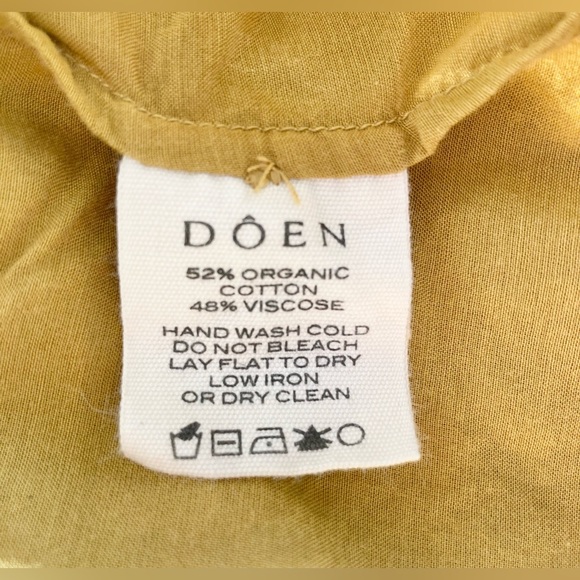 DÔEN
52% ORGANIC
COTTON
48% VISCOSE
HAND WASH COLD
DO NOT BLEACH
LAY FLAT TO DRY
LOW IRON
OR DRY CLEAN